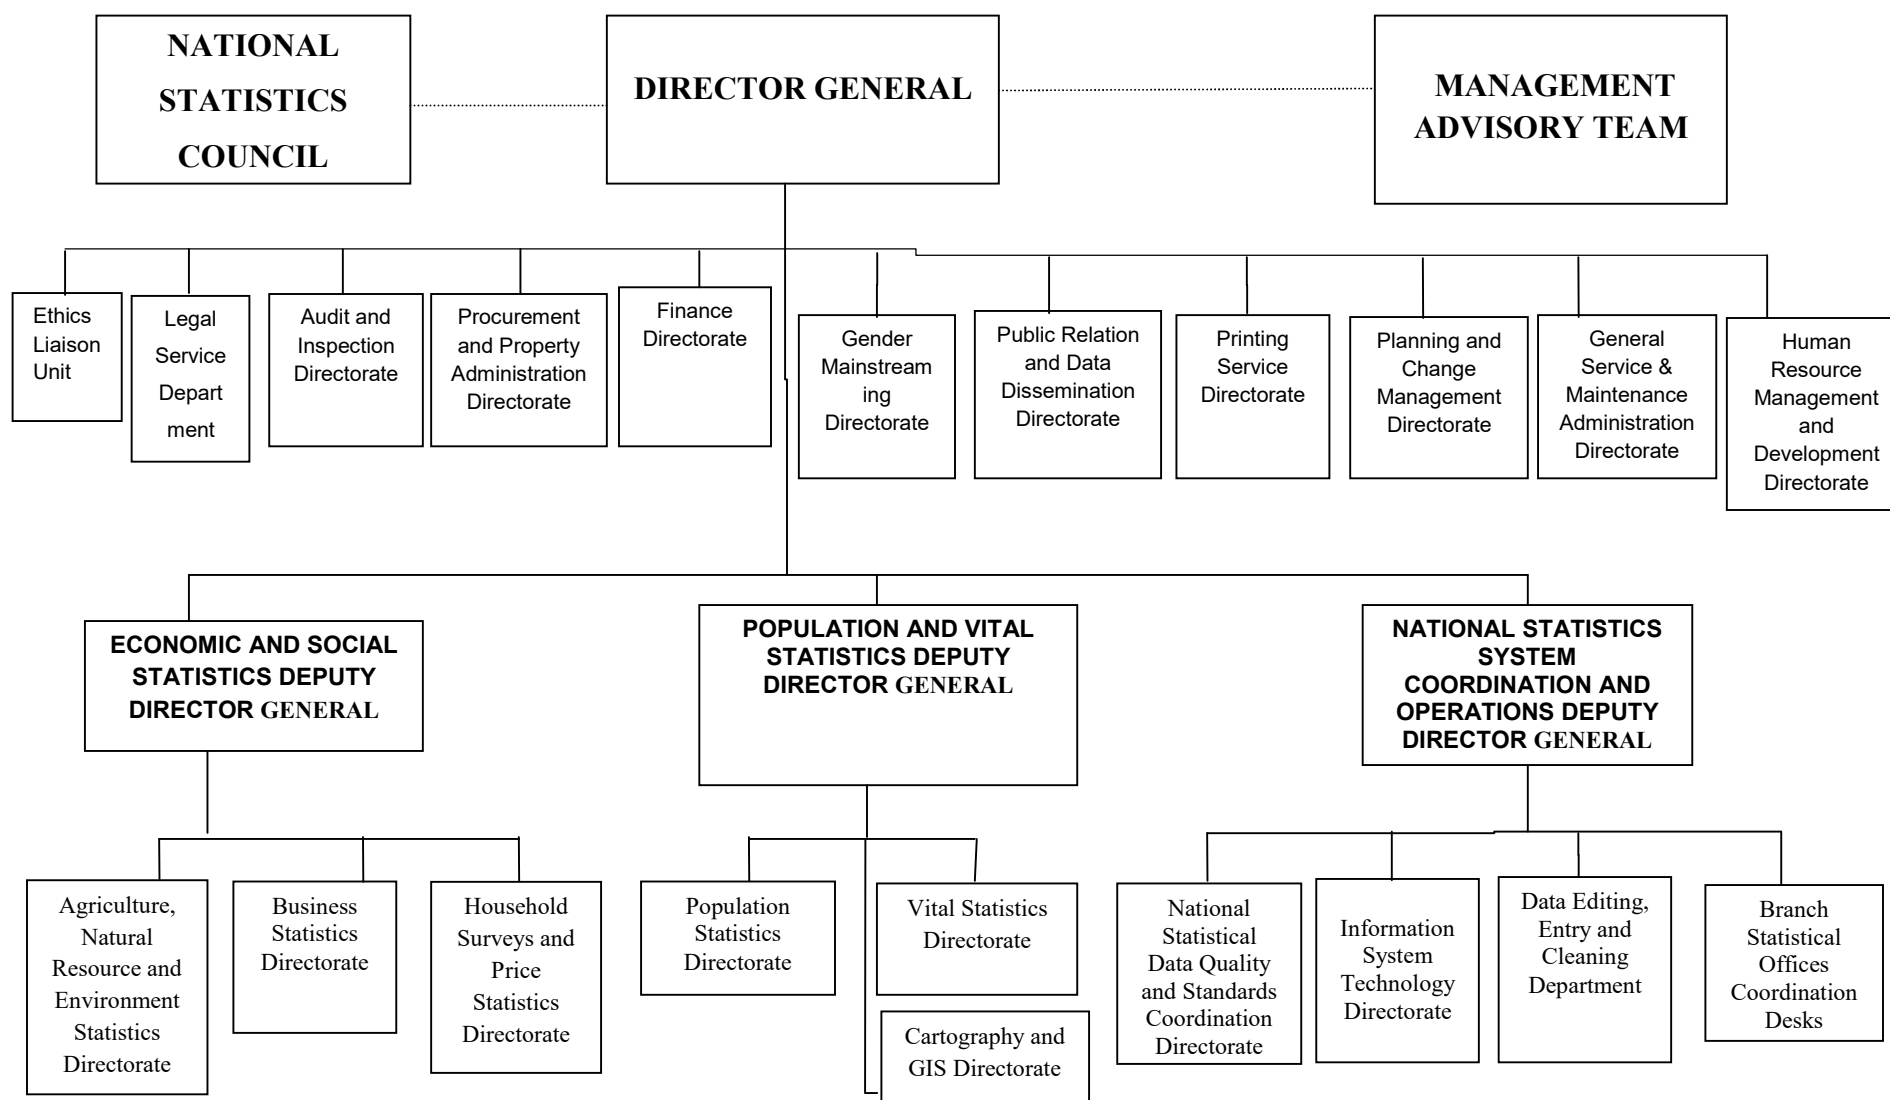 NATIONAL
STATISTICS
COUNCIL
DIRECTOR GENERAL
MANAGEMENT
ADVISORY TEAM
Ethics
Liaison
Unit
Legal
Service
Depart
ment
Audit and
Inspection
Directorate
Procurement
and Property
Administration
Directorate
Finance
Directorate
Gender
Mainstream
ing
Directorate
Public Relation
and Data
Dissemination
Directorate
Printing
Service
Directorate
Planning and
Change
Management
Directorate
General
Service &
Maintenance
Administration
Directorate
Human
Resource
Management
and
Development
Directorate
ECONOMIC AND SOCIAL
STATISTICS DEPUTY
DIRECTOR GENERAL
POPULATION AND VITAL
STATISTICS DEPUTY
DIRECTOR GENERAL
NATIONAL STATISTICS
SYSTEM
COORDINATION AND
OPERATIONS DEPUTY
DIRECTOR GENERAL
Agriculture,
Natural
Resource and
Environment
Statistics
Directorate
Business
Statistics
Directorate
Household
Surveys and
Price
Statistics
Directorate
Population
Statistics
Directorate
Vital Statistics
Directorate
Cartography and
GIS Directorate
National
Statistical
Data Quality
and Standards
Coordination
Directorate
Information
System
Technology
Directorate
Data Editing,
Entry and
Cleaning
Department
Branch
Statistical
Offices
Coordination
Desks